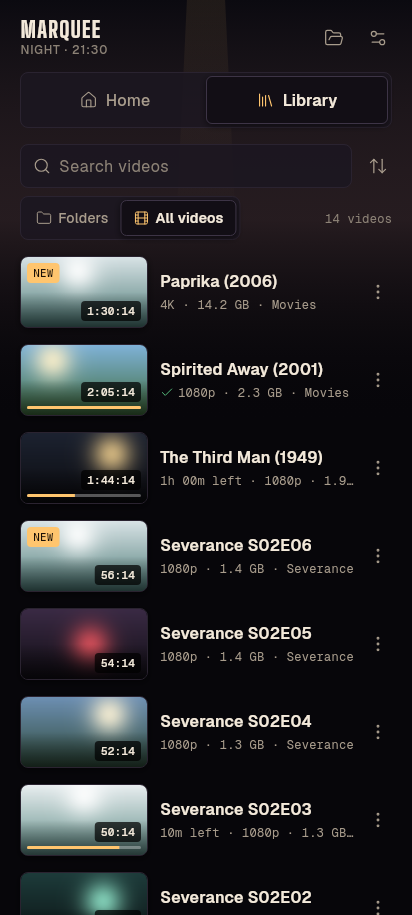 MARQUEE
NIGHT · 21:30
Home
Library
Search videos
Folders
All videos
14 videos
NEW
1:30:14
Paprika (2006)
4K · 14.2 GB · Movies
2:05:14
Spirited Away (2001)
1080p · 2.3 GB · Movies
1:44:14
The Third Man (1949)
1h 00m left · 1080p · 1.9…
NEW
56:14
Severance S02E06
1080p · 1.4 GB · Severance
54:14
Severance S02E05
1080p · 1.4 GB · Severance
52:14
Severance S02E04
1080p · 1.3 GB · Severance
50:14
Severance S02E03
10m left · 1080p · 1.3 GB…
Severance S02E02